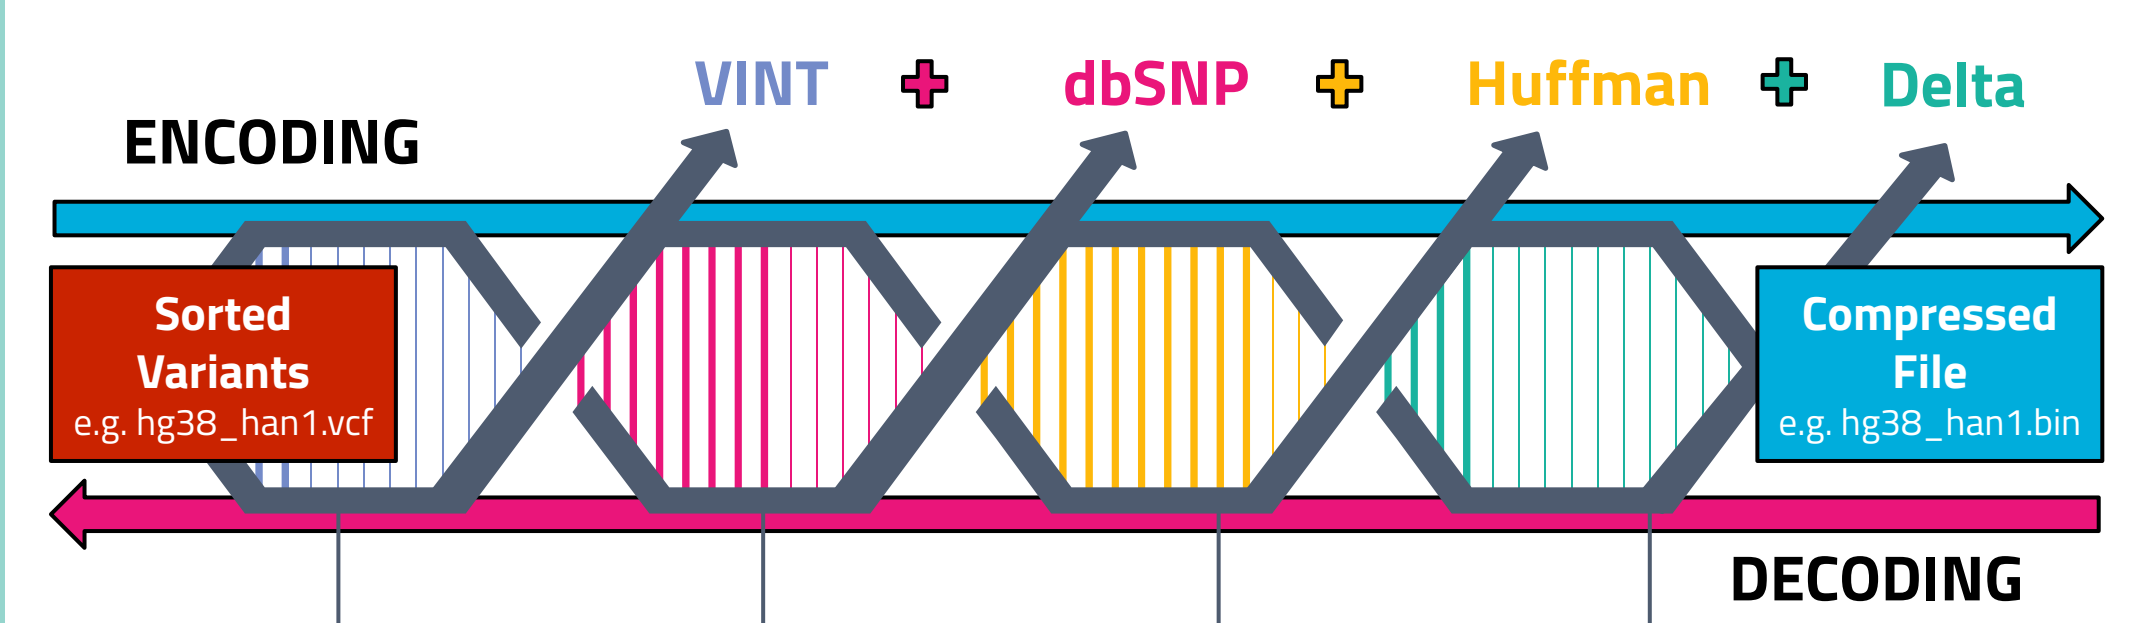 VINT + dbSNP + Huffman + Delta
ENCODING
Sorted
Variants
e.g. hg38_han1.vcf
Compressed
File
e.g. hg38_han1.bin
DECODING